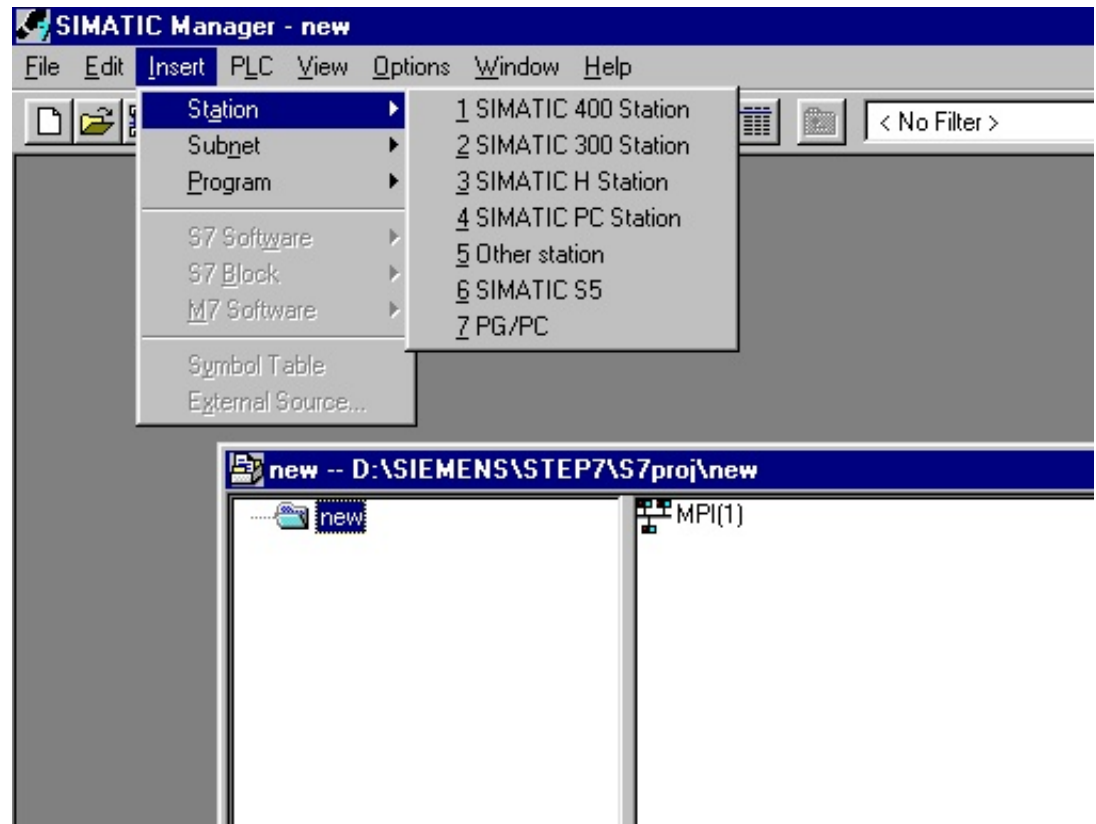 SIMATIC Manager - new
File Edit Insert PLC View Options Window Help
< No Filter >
Station
Subnet
Program
S7 Software
S7 Block
M7 Software
Symbol Table
External Source...
1 SIMATIC 400 Station
2 SIMATIC 300 Station
3 SIMATIC H Station
4 SIMATIC PC Station
5 Other station
6 SIMATIC S5
7 PG/PC
new -- D:\SIEMENS\STEP7\S7proj\new
new
MPI(1)